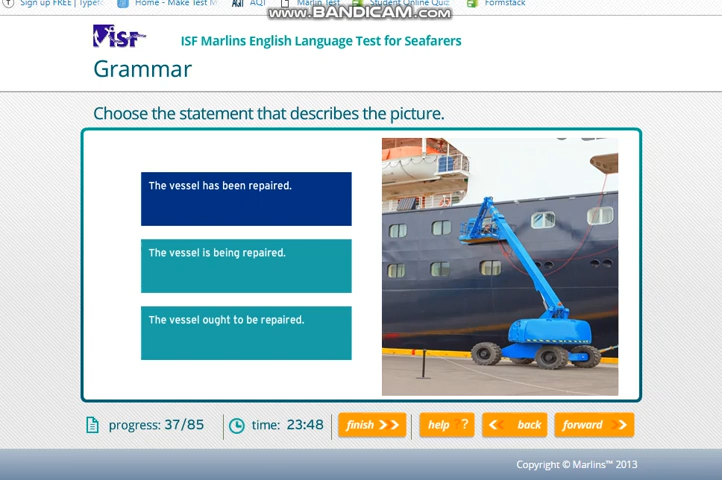 Sign up FREE | Typefo
Home - Make Test M
AQT
AQT
Marlin Test
Student Online Quiz
Formstack
www.BANDICAM.com
ISF
ISF Marlins English Language Test for Seafarers
Grammar
Choose the statement that describes the picture.
The vessel has been repaired.
The vessel is being repaired.
The vessel ought to be repaired.
progress: 37/85
time: 23:48
finish
help ??
back
forward
Copyright © Marlins™ 2013